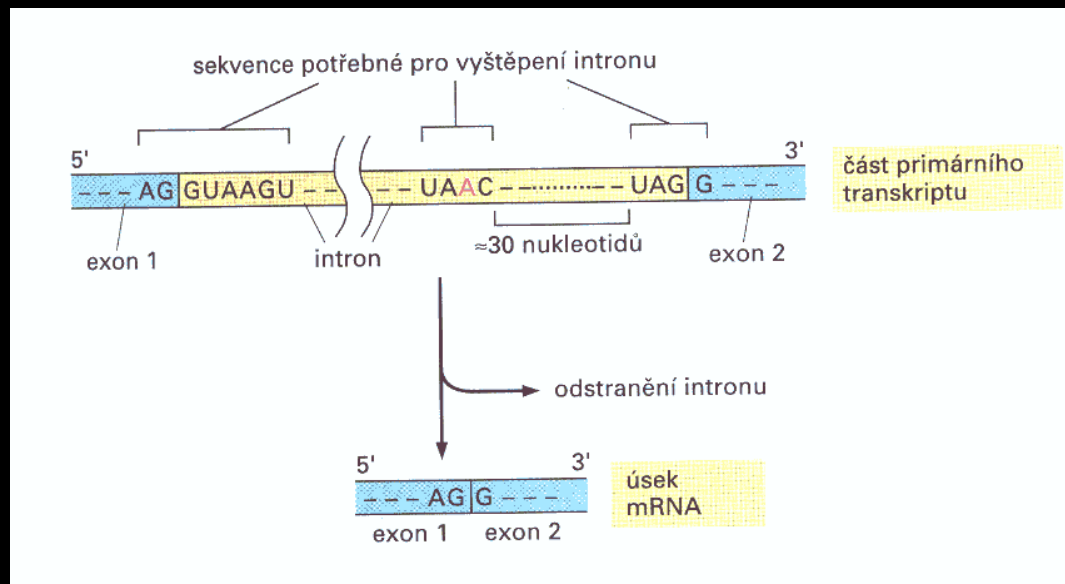 sekvence potřebné pro vyštěpení intronu
5'
3'
- - - AG GUAAGU - - - - UAAC - - ......... - - UAG G - - -
část primárního
transkriptu
exon 1
intron
≈30 nukleotidů
exon 2
odstranění intronu
5'
3'
- - - - AG G - - - -
úsek
mRNA
exon 1
exon 2